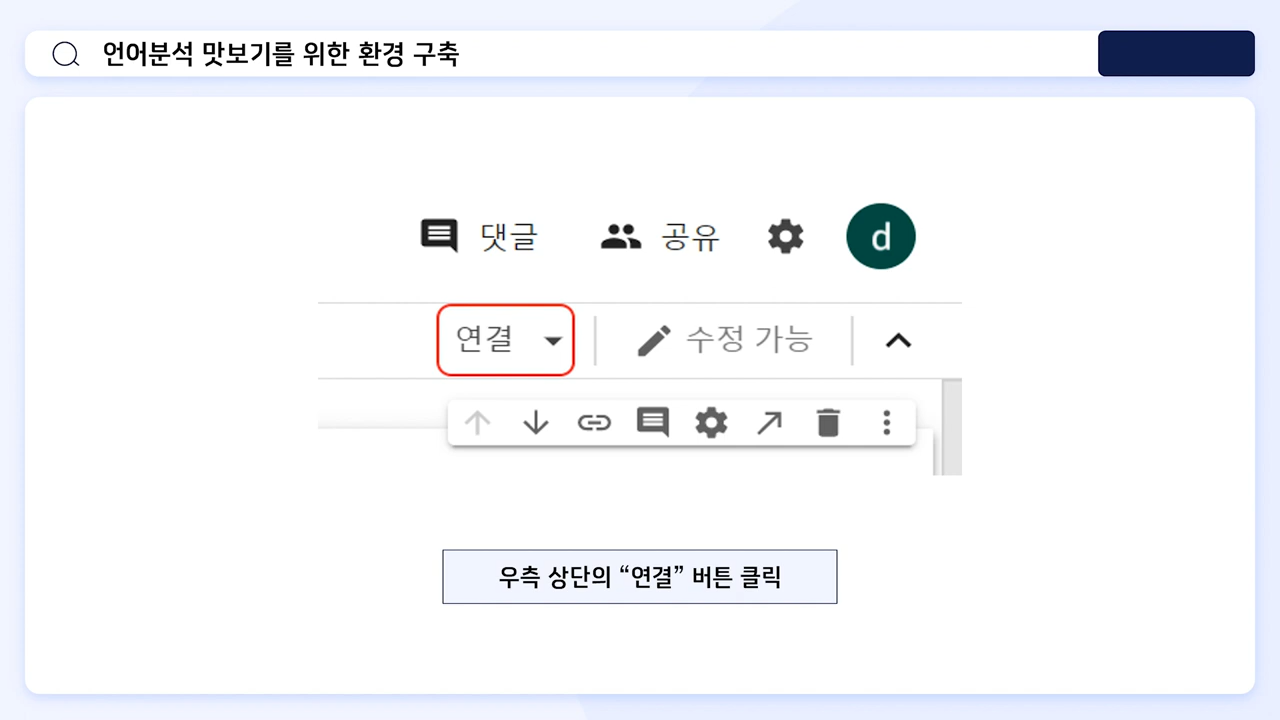 언어분석 맛보기를 위한 환경 구축
댓글 공유 d
연결 수정 가능
우측 상단의 “연결” 버튼 클릭